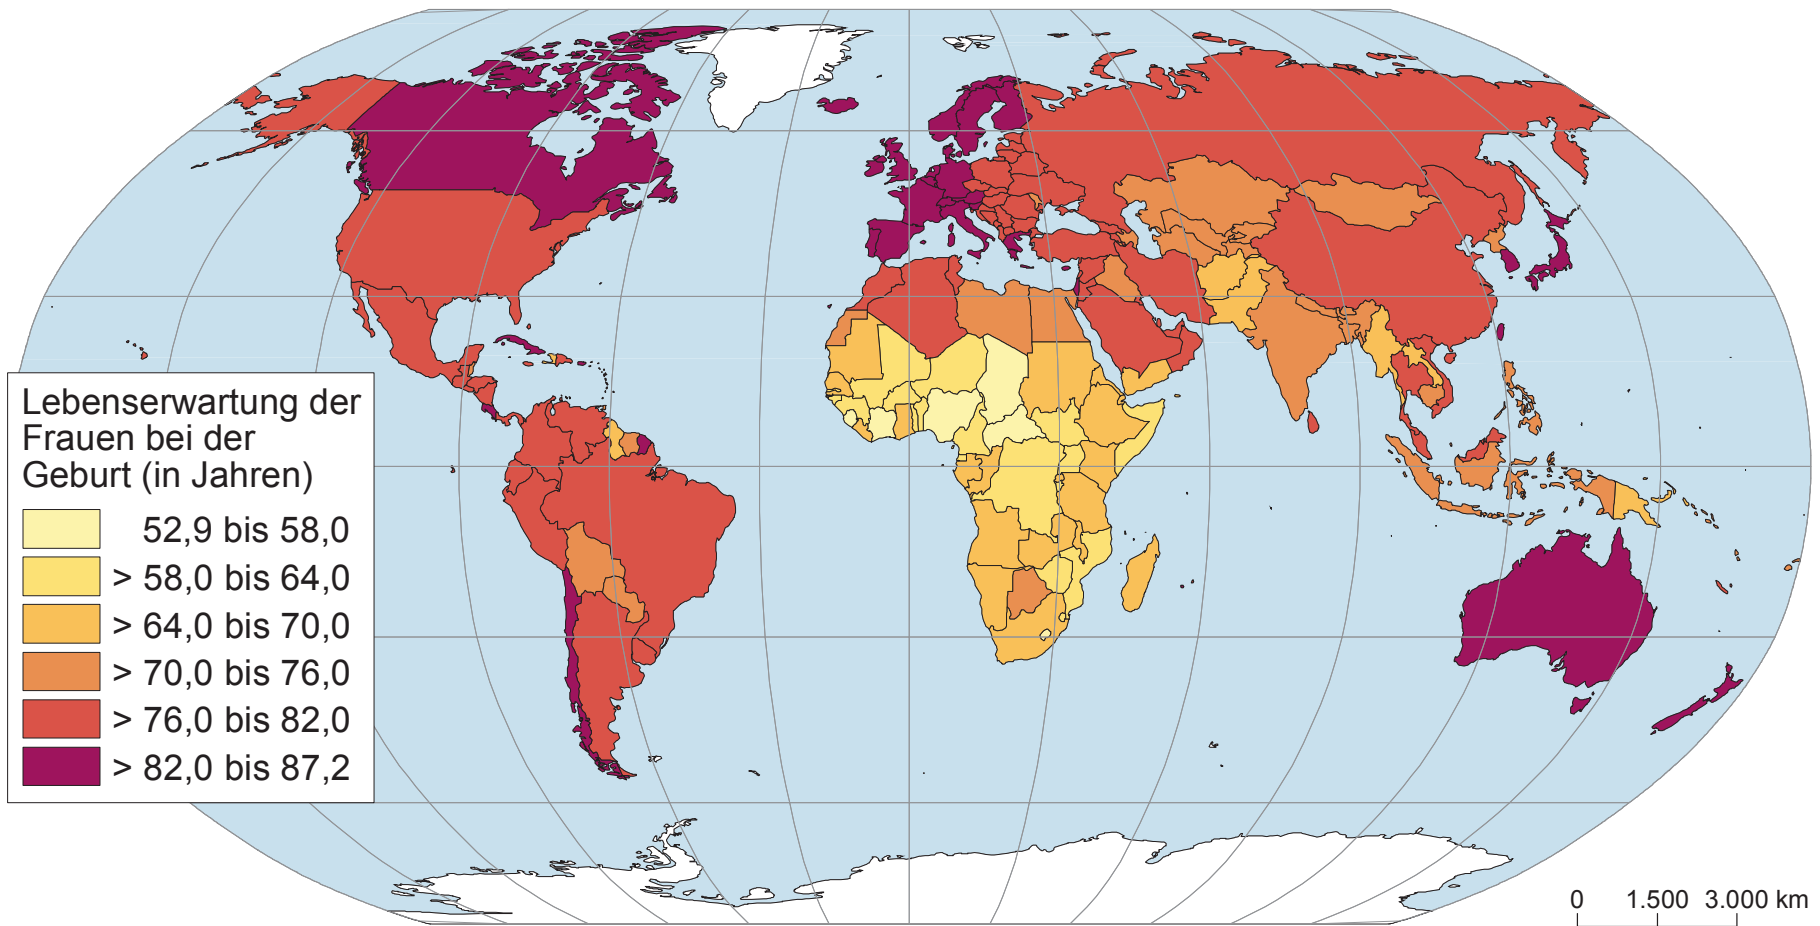 Lebenserwartung der
Frauen bei der
Geburt (in Jahren)
52,9 bis 58,0
> 58,0 bis 64,0
> 64,0 bis 70,0
> 70,0 bis 76,0
> 76,0 bis 82,0
> 82,0 bis 87,2
0 1.500 3.000 km